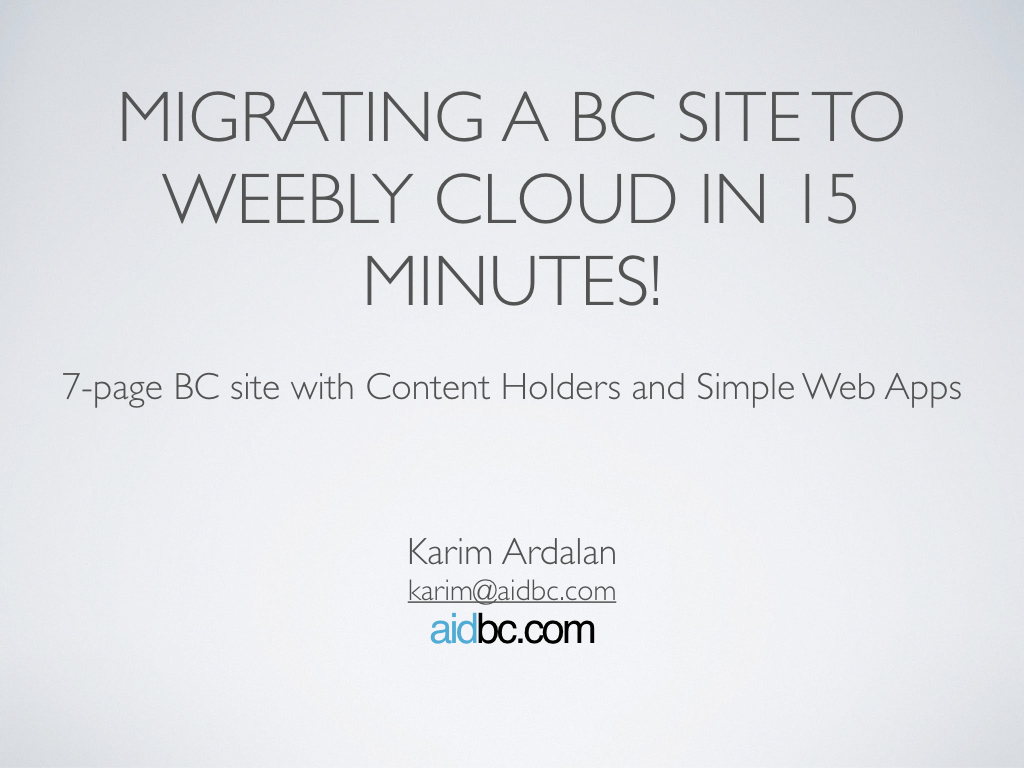 MIGRATING A BC SITE TO
WEEBLY CLOUD IN 15
MINUTES!
7-page BC site with Content Holders and Simple Web Apps
Karim Ardalan
karim@aidbc.com
aidbc.com